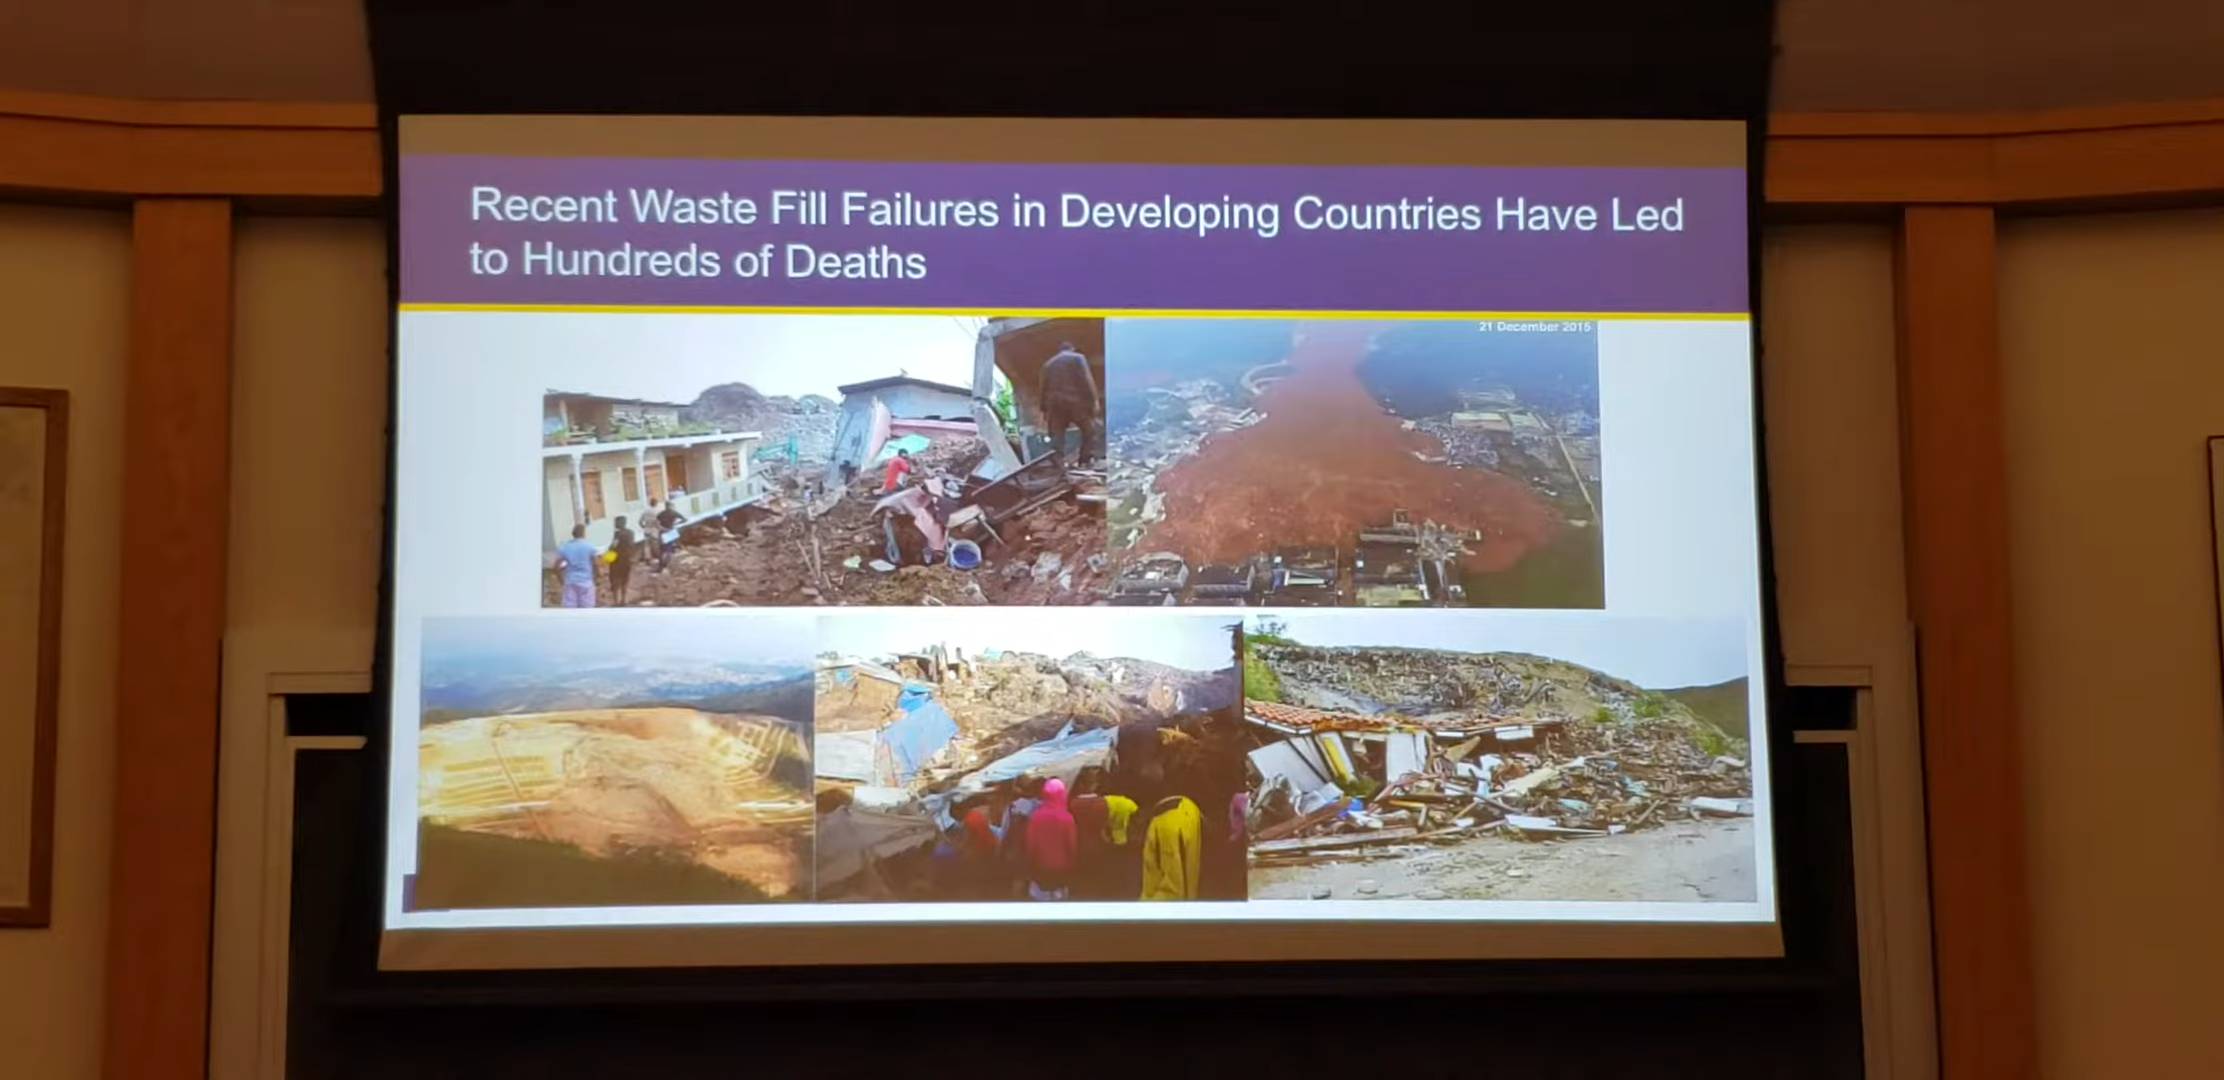 Recent Waste Fill Failures in Developing Countries Have Led
to Hundreds of Deaths
21 December 2015